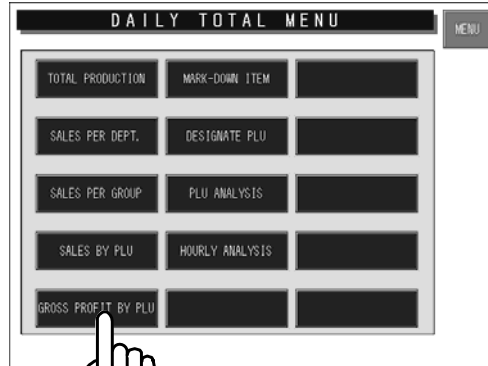 DAILY TOTAL MENU
MENU
TOTAL PRODUCTION
MARK-DOWN ITEM
SALES PER DEPT.
DESIGNATE PLU
SALES PER GROUP
PLU ANALYSIS
SALES BY PLU
HOURLY ANALYSIS
GROSS PROFIT BY PLU